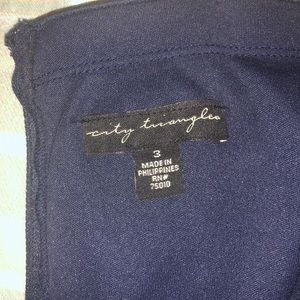 city triangles
3
MADE IN
PHILIPPINES
RN#
75010